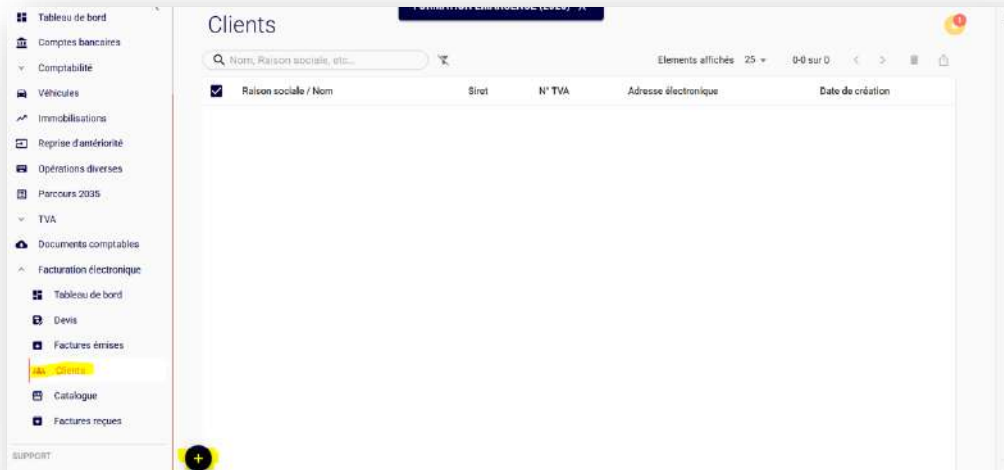 Tableau de bord
Comptes bancaires
Comptabilité
Véhicules
Immobilisations
Reprise d'antériorité
Opérations diverses
Parcours 2035
TVA
Documents comptables
Facturation électronique
Tableau de bord
Devis
Factures émises
Clients
Catalogue
Factures reçues
SUPPORT
Clients
1
Nom, Raison sociale, etc...
Elements affichés 25
0-0 sur 0
Raison sociale / Nom Siret N° TVA Adresse électronique Date de création